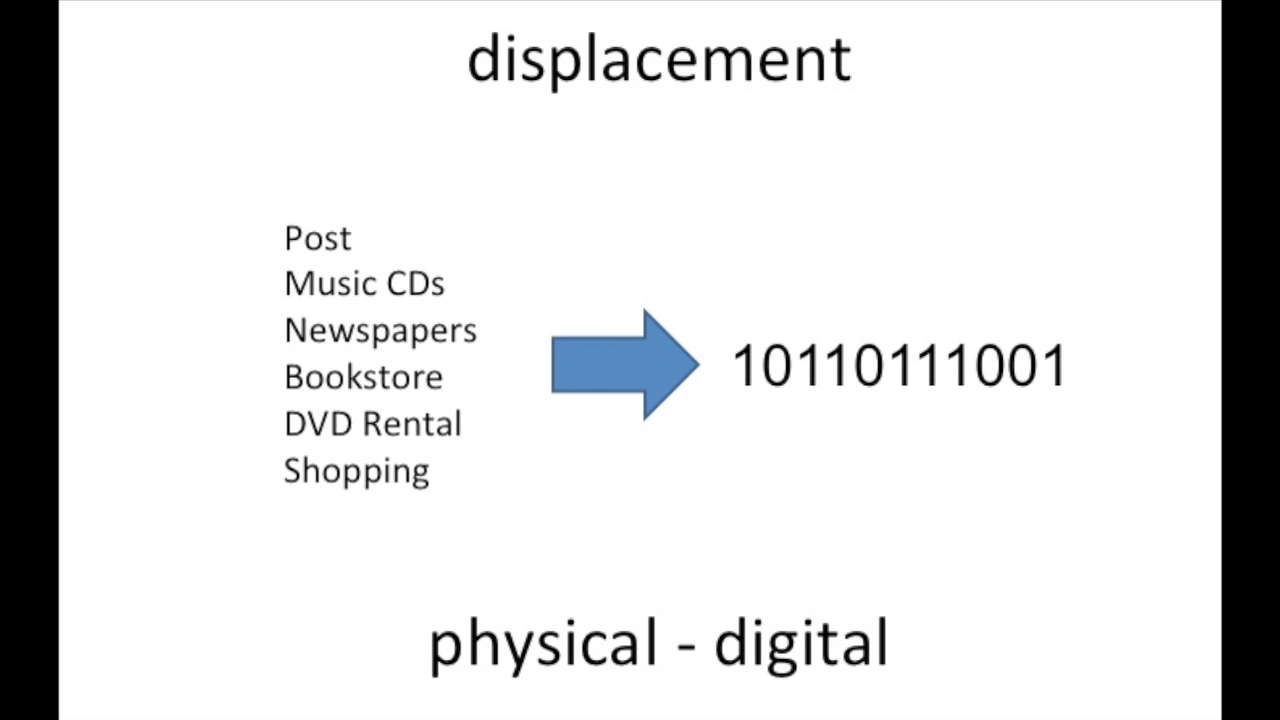 displacement
Post
Music CDs
Newspapers
Bookstore
DVD Rental
Shopping
10110111001
physical - digital